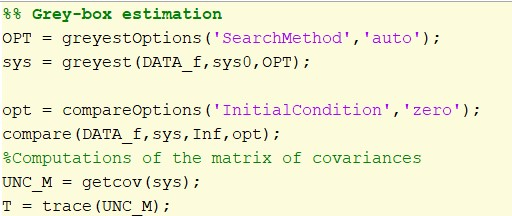 %% Grey-box estimation
OPT = greyestOptions('SearchMethod','auto');
sys = greyest(DATA_f,sys0,OPT);
opt = compareOptions('InitialCondition','zero');
compare(DATA_f,sys,Inf,opt);
%Computations of the matrix of covariances
UNC_M = getcov(sys);
T = trace(UNC_M);